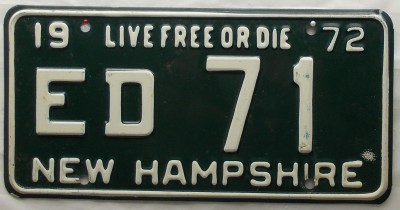 19 LIVE FREE OR DIE 72
ED 71
NEW HAMPSHIRE